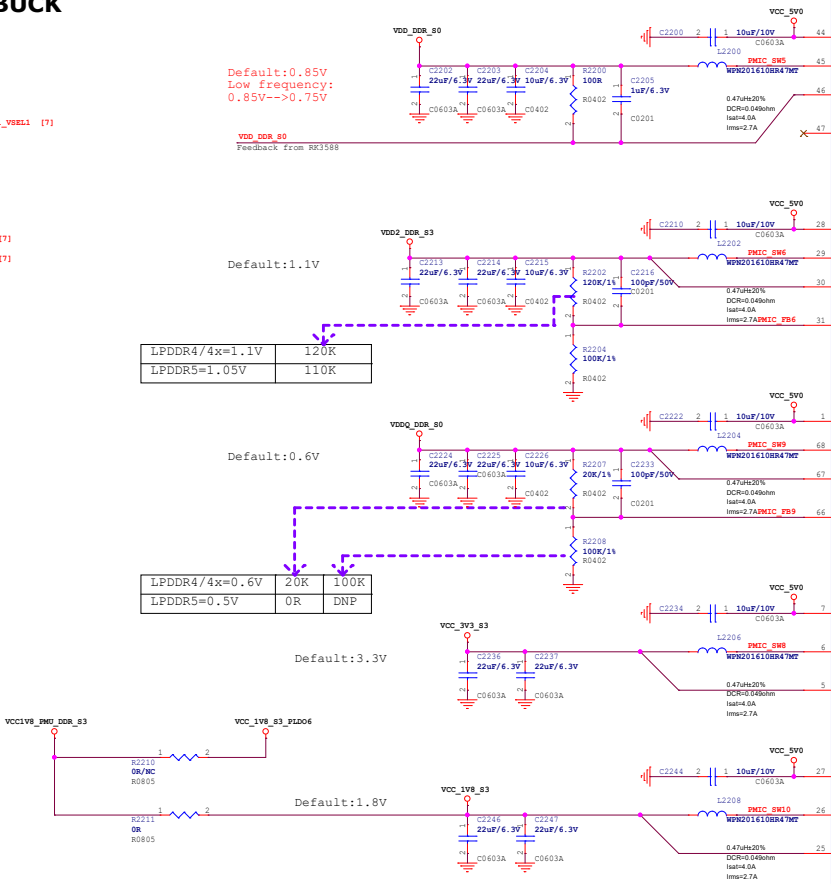 BUCK
VCC_5V0
VDD_DDR_S0
C2200 2 1 10uF/10V 44
C0603A
L2200
PMIC_SW5 45
WPN201610HR47MT
Default:0.85V
Low frequency:
0.85V-->0.75V
C2202 C2203 C2204 R2200
22uF/6.3V 22uF/6.3V 10uF/6.3V 100R
C2205
1uF/6.3V
46
R0402
0.47uH±20%
DCR=0.049ohm
Isat=4.0A
Irms=2.7A
C0603A C0603A C0402
C0201
_VSEL1 [7]
47
VDD_DDR_S0
Feedback from RK3588
VCC_5V0
C2210 2 1 10uF/10V 28
C0603A
VDD2_DDR_S3
[7]
L2202
PMIC_SW6 29
WPN201610HR47MT
[7]
Default:1.1V
C2213 C2214 C2215 R2202 C2216
22uF/6.3V 22uF/6.3V 10uF/6.3V 120K/1% 100pF/50V
30
C0201
0.47uH±20%
DCR=0.049ohm
Isat=4.0A
Irms=2.7A PMIC_FB6 31
C0603A C0603A C0402 R0402
LPDDR4/4x=1.1V 120K
LPDDR5=1.05V 110K
R2204
100K/1%
R0402
VCC_5V0
C2222 2 1 10uF/10V 1
C0603A
VDDQ_DDR_S0
L2204
PMIC_SW9 68
WPN201610HR47MT
Default:0.6V
C2224 C2225 C2226 R2207 C2233
22uF/6.3V 22uF/6.3V 10uF/6.3V 20K/1% 100pF/50V
67
C0603A C0603A C0402 R0402 C0201
0.47uH±20%
DCR=0.049ohm
Isat=4.0A
Irms=2.7A PMIC_FB9 66
R2208
100K/1%
R0402
LPDDR4/4x=0.6V 20K 100K
LPDDR5=0.5V 0R DNP
VCC_5V0
C2234 2 1 10uF/10V 7
C0603A
VCC_3V3_S3
L2206
PMIC_SW8 6
WPN201610HR47MT
Default:3.3V
C2236 C2237
22uF/6.3V 22uF/6.3V
5
C0603A C0603A
0.47uH±20%
DCR=0.049ohm
Isat=4.0A
Irms=2.7A
VCC1V8_PMU_DDR_S3 VCC_1V8_S3_PLDO6
1 2
R2210
0R/NC
R0805
VCC_5V0
C2244 2 1 10uF/10V 27
C0603A
VCC_1V8_S3
L2208
PMIC_SW10 26
WPN201610HR47MT
Default:1.8V
1 2
R2211
0R
R0805
C2246 C2247
22uF/6.3V 22uF/6.3V
25
C0603A C0603A
0.47uH±20%
DCR=0.049ohm
Isat=4.0A
Irms=2.7A